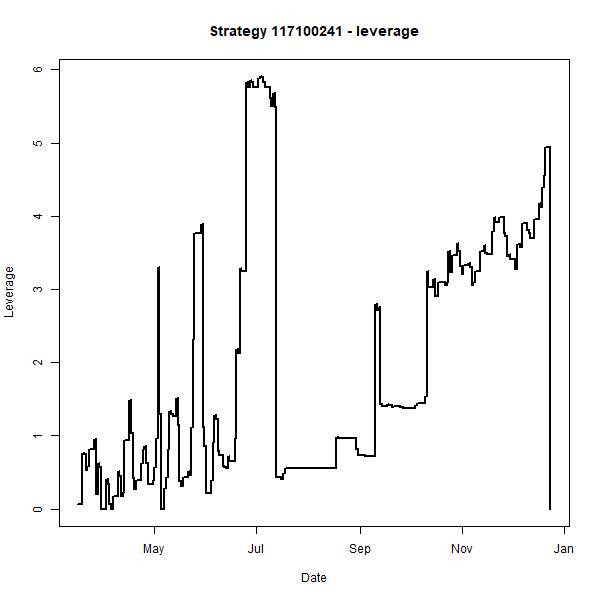 Strategy 117100241 - leverage
6
5
4
3
2
1
0
Leverage
May
Jul
Sep
Nov
Jan
Date